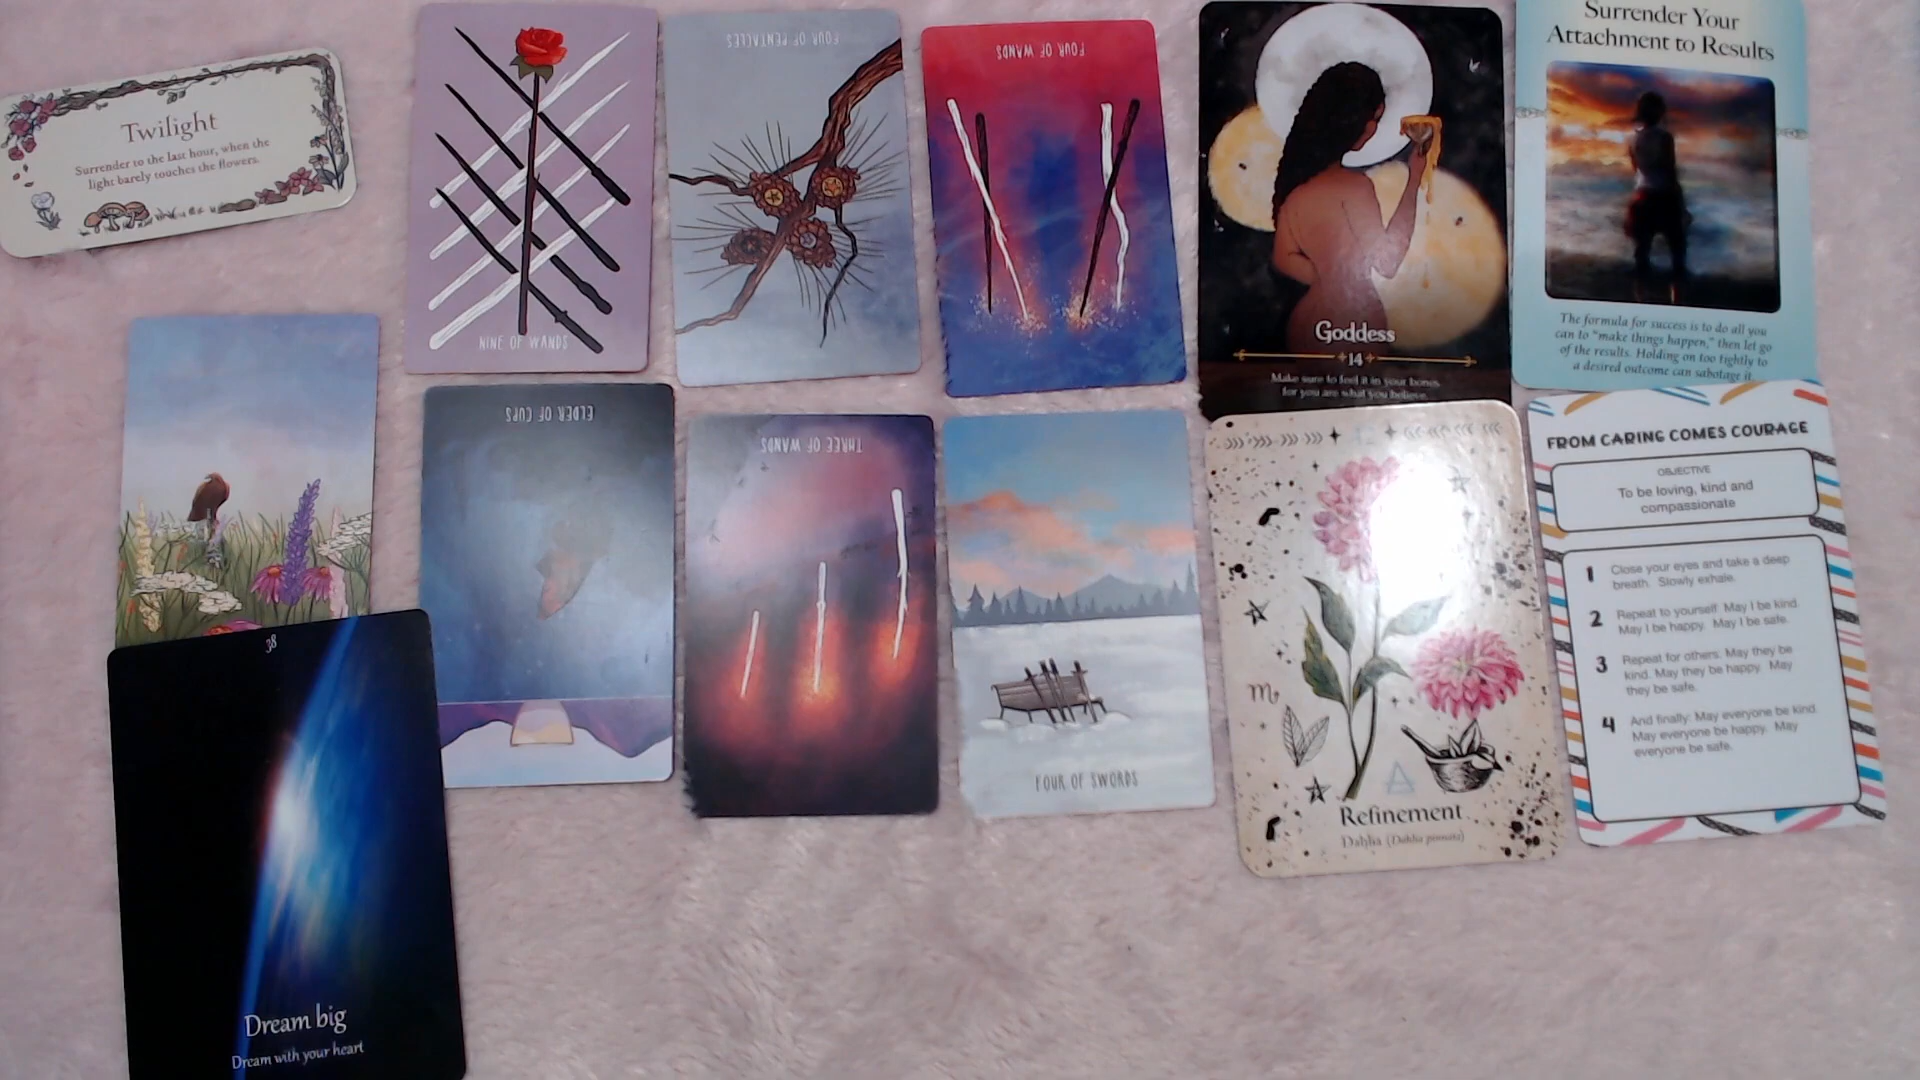 Twilight
Surrender to the last hour, when the
light barely touches the flowers.
NINE OF WANDS
FOUR OF PENTACLES
FOUR OF WANDS
Goddess
14
Make sure to feel it in your bones,
for you are what you believe.
Surrender Your
Attachment to Results
The formula for success is to do all you
can to “make things happen,” then let go
of the results. Holding on too tightly to
a desired outcome can sabotage it.
38
Dream big
Dream with your heart
ELDER OF CUPS
THREE OF WANDS
FOUR OF SWORDS
Refinement
Dahlia (Dahlia pinnata)
FROM CARING COMES COURAGE
OBJECTIVE
To be loving, kind and
compassionate
1 Close your eyes and take a deep
breath. Slowly exhale.
2 Repeat to yourself. May I be kind.
May I be happy. May I be safe.
3 Repeat for others: May they be
kind. May they be happy. May
they be safe.
4 And finally: May everyone be kind.
May everyone be happy. May
everyone be safe.